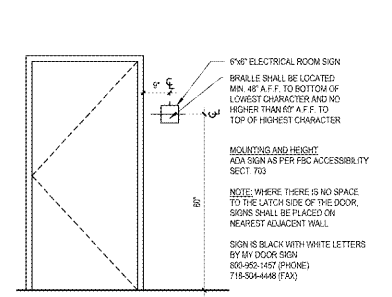 6"x6" ELECTRICAL ROOM SIGN
BRAILLE SHALL BE LOCATED
MIN. 48" A.F.F. TO BOTTOM OF
LOWEST CHARACTER AND NO
HIGHER THAN 60" A.F.F. TO
TOP OF HIGHEST CHARACTER
9"
CL
CL
60"
MOUNTING AND HEIGHT
ADA SIGN AS PER FBC ACCESSIBILITY
SECT. 703
NOTE: WHERE THERE IS NO SPACE
TO THE LATCH SIDE OF THE DOOR,
SIGNS SHALL BE PLACED ON
NEAREST ADJACENT WALL
SIGN IS BLACK WITH WHITE LETTERS
BY MY DOOR SIGN
800-952-1457 (PHONE)
718-504-4448 (FAX)